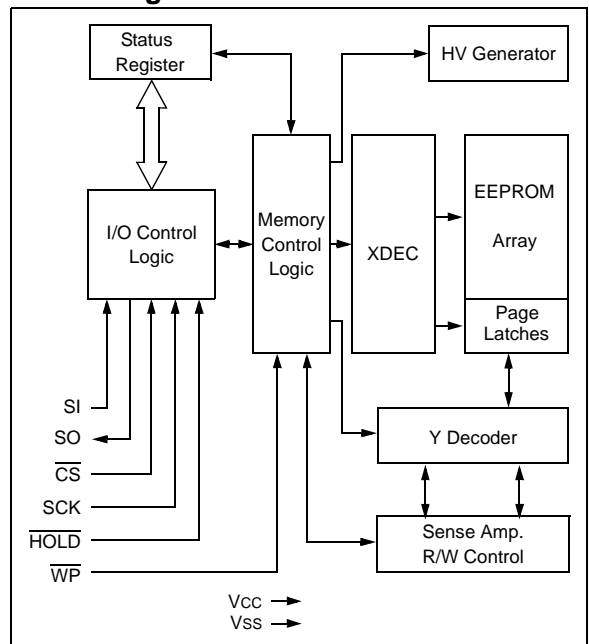 Status
Register
HV Generator
I/O Control
Logic
Memory
Control
Logic
XDEC
EEPROM
Array
Page
Latches
SI
SO
CS
SCK
HOLD
WP
Y Decoder
Sense Amp.
R/W Control
VCC
VSS